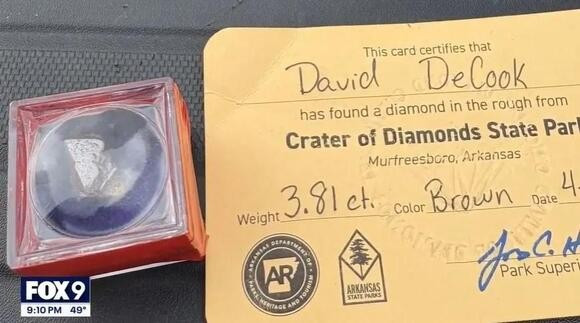 This card certifies that
David DeCook
has found a diamond in the rough from
Crater of Diamonds State Par
Murfreesboro, Arkansas
Weight 3.81 ct. Color Brown Date 4
ARKANSAS DEPARTMENT OF
PARKS, HERITAGE AND TOURISM
AR
ARKANSAS
STATE PARKS
Park Superi
FOX 9
9:10 PM 49°